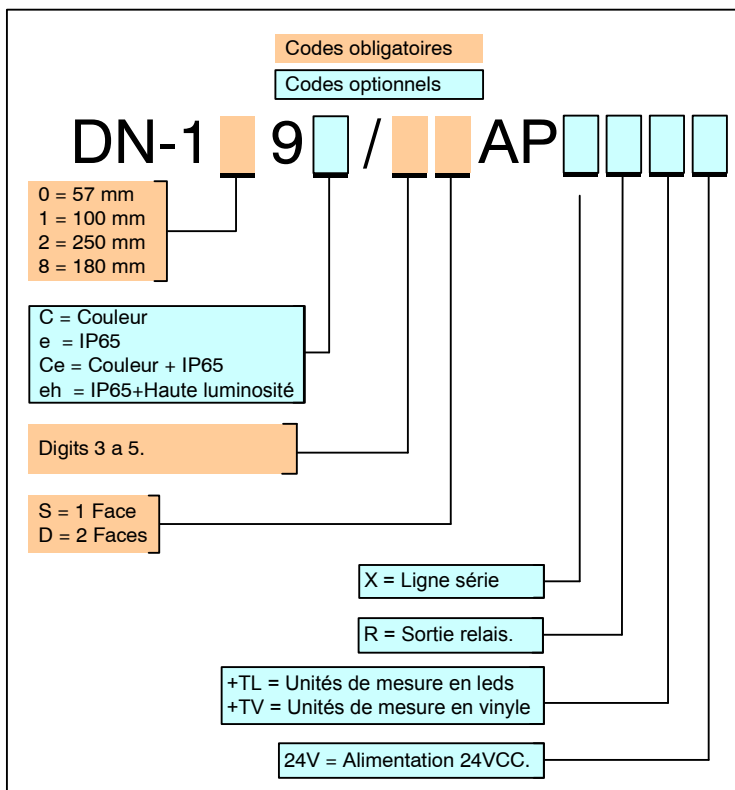 Codes obligatoires
Codes optionnels
DN-1 9 / AP
0 = 57 mm
1 = 100 mm
2 = 250 mm
8 = 180 mm
C = Couleur
e = IP65
Ce = Couleur + IP65
eh = IP65+Haute luminosité
Digits 3 a 5.
S = 1 Face
D = 2 Faces
X = Ligne série
R = Sortie relais.
+TL = Unités de mesure en leds
+TV = Unités de mesure en vinyle
24V = Alimentation 24VCC.